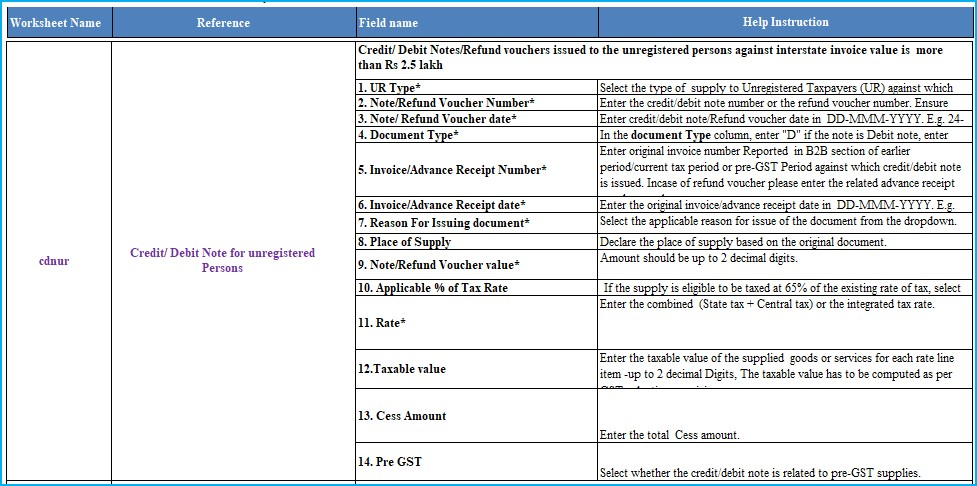 Worksheet Name Reference Field name Help Instruction
Credit/ Debit Notes/Refund vouchers issued to the unregistered persons against interstate invoice value is more
than Rs 2.5 lakh
1. UR Type* Select the type of supply to Unregistered Taxpayers (UR) against which
2. Note/Refund Voucher Number* Enter the credit/debit note number or the refund voucher number. Ensure
3. Note/ Refund Voucher date* Enter credit/debit note/Refund voucher date in DD-MMM-YYYY. E.g. 24-
4. Document Type* In the document Type column, enter "D" if the note is Debit note, enter
5. Invoice/Advance Receipt Number* Enter original invoice number Reported in B2B section of earlier
period/current tax period or pre-GST Period against which credit/debit note
is issued. Incase of refund voucher please enter the related advance receipt
6. Invoice/Advance Receipt date* Enter the original invoice/advance receipt date in DD-MMM-YYYY. E.g.
7. Reason For Issuing document* Select the applicable reason for issue of the document from the dropdown.
8. Place of Supply Declare the place of supply based on the original document.
cdnur Credit/ Debit Note for unregistered
Persons
9. Note/Refund Voucher value* Amount should be up to 2 decimal digits.
10. Applicable % of Tax Rate If the supply is eligible to be taxed at 65% of the existing rate of tax, select
11. Rate* Enter the combined (State tax + Central tax) or the integrated tax rate.
12.Taxable value Enter the taxable value of the supplied goods or services for each rate line
item -up to 2 decimal Digits, The taxable value has to be computed as per
13. Cess Amount Enter the total Cess amount.
14. Pre GST Select whether the credit/debit note is related to pre-GST supplies.